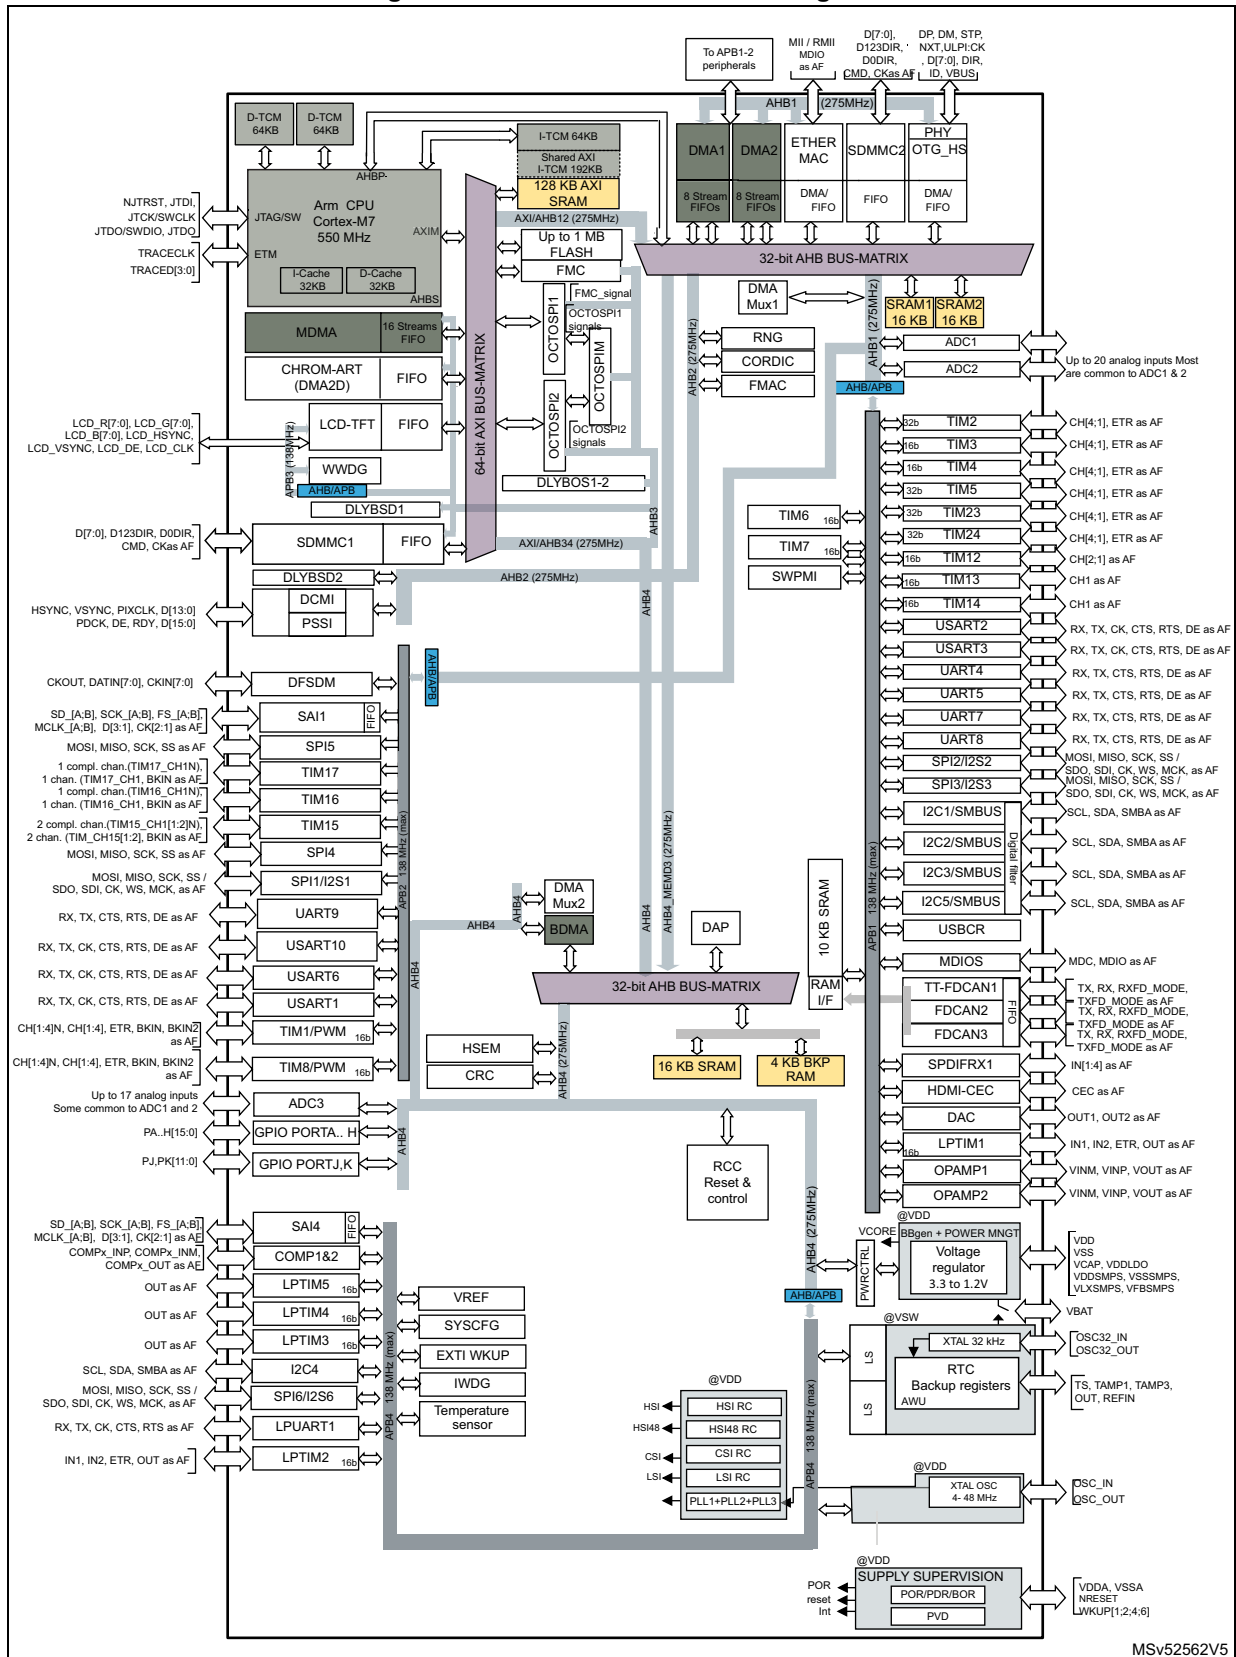 To APB1-2
peripherals
MII / RMII
MDIO
as AF
D[7:0],
D123DIR,
D0DIR,
CMD, CKas AF
DP, DM, STP,
NXT,ULPI:CK
, D[7:0], DIR,
ID, VBUS
AHB1 (275MHz)
D-TCM
64KB
D-TCM
64KB
I-TCM 64KB
Shared AXI
I-TCM 192KB
128 KB AXI
SRAM
AHBP
Arm CPU
Cortex-M7
550 MHz
JTAG/SW
ETM
AXIM
I-Cache
32KB
D-Cache
32KB
AHBS
NJTRST, JTDI,
JTCK/SWCLK
JTDO/SWDIO, JTDO
TRACECLK
TRACED[3:0]
DMA1
8 Stream
FIFOs
DMA2
8 Stream
FIFOs
ETHER
MAC
DMA/
FIFO
SDMMC2
FIFO
PHY
OTG_HS
DMA/
FIFO
AXI/AHB12 (275MHz)
Up to 1 MB
FLASH
FMC
FMC_signal
32-bit AHB BUS-MATRIX
DMA
Mux1
SRAM1
16 KB
SRAM2
16 KB
AHB1 (275MHz)
AHB2 (275MHz)
MDMA
16 Streams
FIFO
CHROM-ART
(DMA2D)
FIFO
LCD-TFT
FIFO
LCD_R[7:0], LCD_G[7:0],
LCD_B[7:0], LCD_HSYNC,
LCD_VSYNC, LCD_DE, LCD_CLK
APB3 (138MHz)
WWDG
AHB/APB
DLYBSD1
SDMMC1
FIFO
D[7:0], D123DIR, D0DIR,
CMD, CKas AF
64-bit AXI BUS-MATRIX
OCTOSPI1
OCTOSPI1
signals
OCTOSPIM
OCTOSPI2
OCTOSPI2
signals
DLYBOS1-2
AHB3
AXI/AHB34 (275MHz)
AHB2 (275MHz)
RNG
CORDIC
FMAC
ADC1
ADC2
Up to 20 analog inputs Most
are common to ADC1 & 2
AHB/APB
DLYBSD2
DCMI
PSSI
HSYNC, VSYNC, PIXCLK, D[13:0]
PDCK, DE, RDY, D[15:0]
AHB4
AHB/APB
TIM6
16b
TIM7
16b
SWPMI
32b TIM2
CH[4;1], ETR as AF
16b TIM3
CH[4;1], ETR as AF
16b TIM4
CH[4;1], ETR as AF
32b TIM5
CH[4;1], ETR as AF
32b TIM23
CH[4;1], ETR as AF
32b TIM24
CH[4;1], ETR as AF
16b TIM12
CH[2;1] as AF
16b TIM13
CH1 as AF
16b TIM14
CH1 as AF
USART2
RX, TX, CK, CTS, RTS, DE as AF
USART3
RX, TX, CK, CTS, RTS, DE as AF
UART4
RX, TX, CTS, RTS, DE as AF
UART5
RX, TX, CTS, RTS, DE as AF
UART7
RX, TX, CTS, RTS, DE as AF
UART8
RX, TX, CTS, RTS, DE as AF
SPI2/I2S2
MOSI, MISO, SCK, SS /
SDO, SDI, CK, WS, MCK, as AF
SPI3/I2S3
MOSI, MISO, SCK, SS /
SDO, SDI, CK, WS, MCK, as AF
I2C1/SMBUS
SCL, SDA, SMBA as AF
I2C2/SMBUS
SCL, SDA, SMBA as AF
I2C3/SMBUS
SCL, SDA, SMBA as AF
I2C5/SMBUS
SCL, SDA, SMBA as AF
Digital filter
USBCR
MDIOS
MDC, MDIO as AF
TT-FDCAN1
TX, RX, RXFD_MODE,
TXFD_MODE as AF
FDCAN2
TX, RX, RXFD_MODE,
TXFD_MODE as AF
FDCAN3
TX, RX, RXFD_MODE,
TXFD_MODE as AF
FIFO
SPDIFRX1
IN[1:4] as AF
HDMI-CEC
CEC as AF
DAC
OUT1, OUT2 as AF
LPTIM1
16b
IN1, IN2, ETR, OUT as AF
OPAMP1
VINM, VINP, VOUT as AF
OPAMP2
VINM, VINP, VOUT as AF
APB1 138 MHz (max)
10 KB SRAM
RAM
I/F
CKOUT, DATIN[7:0], CKIN[7:0]
DFSDM
SD_[A;B], SCK_[A;B], FS_[A;B],
MCLK_[A;B], D[3:1], CK[2:1] as AF
SAI1
FIFO
MOSI, MISO, SCK, SS as AF
SPI5
1 compl. chan.(TIM17_CH1N),
1 chan. (TIM17_CH1, BKIN as AF
TIM17
1 compl. chan.(TIM16_CH1N),
1 chan. (TIM16_CH1, BKIN as AF
TIM16
2 compl. chan.(TIM15_CH1[1:2]N),
2 chan. (TIM_CH15[1:2], BKIN as AF
TIM15
MOSI, MISO, SCK, SS as AF
SPI4
MOSI, MISO, SCK, SS /
SDO, SDI, CK, WS, MCK, as AF
SPI1/I2S1
RX, TX, CTS, RTS, DE as AF
UART9
RX, TX, CK, CTS, RTS, DE as AF
USART10
RX, TX, CK, CTS, RTS, DE as AF
USART6
RX, TX, CK, CTS, RTS, DE as AF
USART1
CH[1:4]N, CH[1:4], ETR, BKIN, BKIN2
as AF
TIM1/PWM 16b
CH[1:4]N, CH[1:4], ETR, BKIN, BKIN2
as AF
TIM8/PWM 16b
APB2 138 MHz (max)
Up to 17 analog inputs
Some common to ADC1 and 2
ADC3
PA..H[15:0]
GPIO PORTA.. H
PJ,PK[11:0]
GPIO PORTJ,K
AHB4
AHB4
AHB4
AHB4
DMA
Mux2
BDMA
AHB4
AHB4_MEMD3 (275MHz)
DAP
32-bit AHB BUS-MATRIX
HSEM
CRC
AHB4 (275MHz)
16 KB SRAM
4 KB BKP
RAM
RCC
Reset &
control
AHB4 (275MHz)
AHB/APB
SD_[A;B], SCK_[A;B], FS_[A;B],
MCLK_[A;B], D[3:1], CK[2:1] as AF
SAI4
FIFO
COMPx_INP, COMPx_INM,
COMPx_OUT as AF
COMP1&2
OUT as AF
LPTIM5 16b
OUT as AF
LPTIM4 16b
OUT as AF
LPTIM3 16b
SCL, SDA, SMBA as AF
I2C4
MOSI, MISO, SCK, SS /
SDO, SDI, CK, WS, MCK, as AF
SPI6/I2S6
RX, TX, CK, CTS, RTS as AF
LPUART1
IN1, IN2, ETR, OUT as AF
LPTIM2 16b
APB4 138 MHz (max)
VREF
SYSCFG
EXTI WKUP
IWDG
Temperature
sensor
@VDD
HSI
HSI RC
HSI48
HSI48 RC
CSI
CSI RC
LSI
LSI RC
PLL1+PLL2+PLL3
APB4 138 MHz (max)
PWRCTRL
VCORE
@VDD
BBgen + POWER MNGT
Voltage
regulator
3.3 to 1.2V
VDD
VSS
VCAP, VDDLDO
VDDSMPS, VSSSMPS,
VLXSMPS, VFBSMPS
VBAT
@VSW
LS
LS
XTAL 32 kHz
RTC
Backup registers
AWU
OSC32_IN
OSC32_OUT
TS, TAMP1, TAMP3,
OUT, REFIN
@VDD
XTAL OSC
4- 48 MHz
OSC_IN
OSC_OUT
@VDD
SUPPLY SUPERVISION
POR/PDR/BOR
PVD
POR
reset
Int
VDDA, VSSA
NRESET
WKUP[1;2;4;6]
MSv52562V5